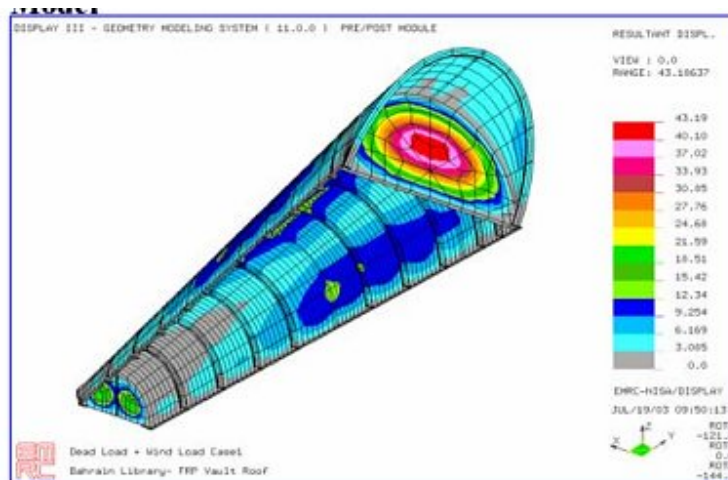 Model
DISPLAY III - GEOMETRY MODELING SYSTEM ( 11.0.0 ) PRE/POST MODULE
RESULTANT DISPL.
VIEW : 0.0
RANGE: 43.18637
43.19
40.10
37.02
33.93
30.85
27.76
24.68
21.59
18.51
15.42
12.34
9.254
6.169
3.085
0.0
EMRC-NISA/DISPLAY
JUL/19/03 09:50:13
Z
X
Y
ROT
-121.
ROT
0.
ROT
-144.
EMRC
Dead Load + Wind Load Case1
Bahrain Library- FRP Vault Roof